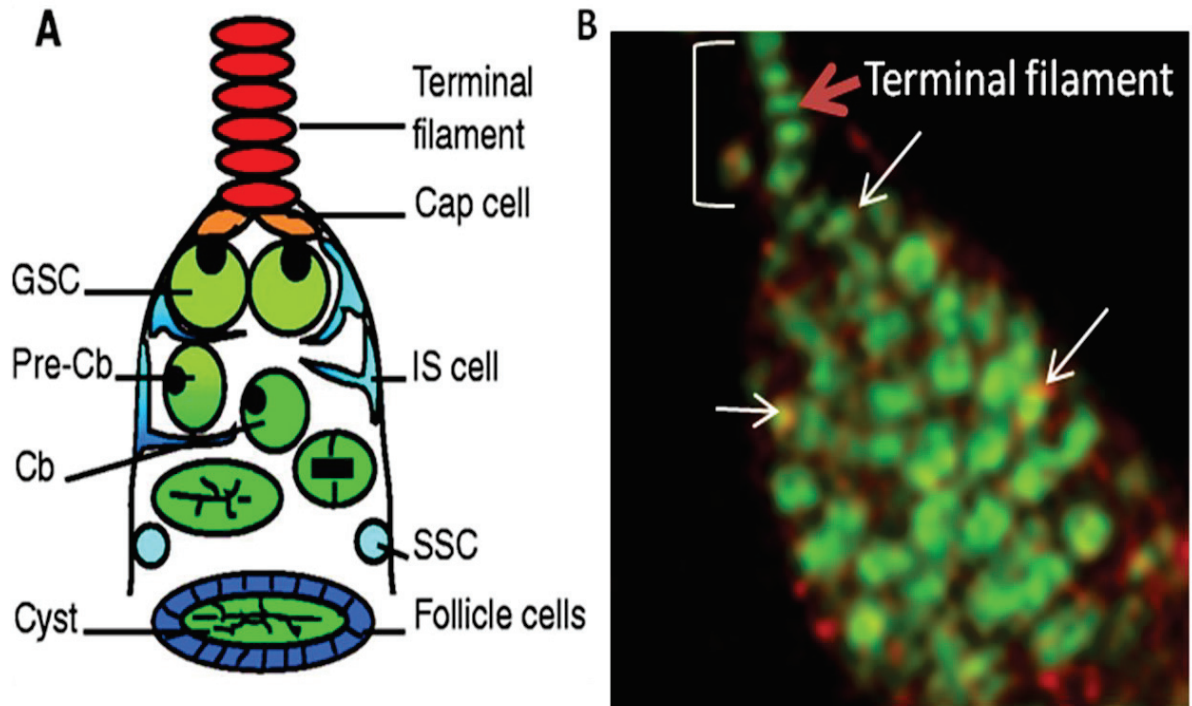 A
Terminal
filament
Cap cell
GSC
Pre-Cb
IS cell
Cb
SSC
Cyst
Follicle cells
B
Terminal filament